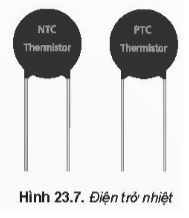 NTC
Thermistor
PTC
Thermistor
Hình 23.7. Điện trở nhiệt